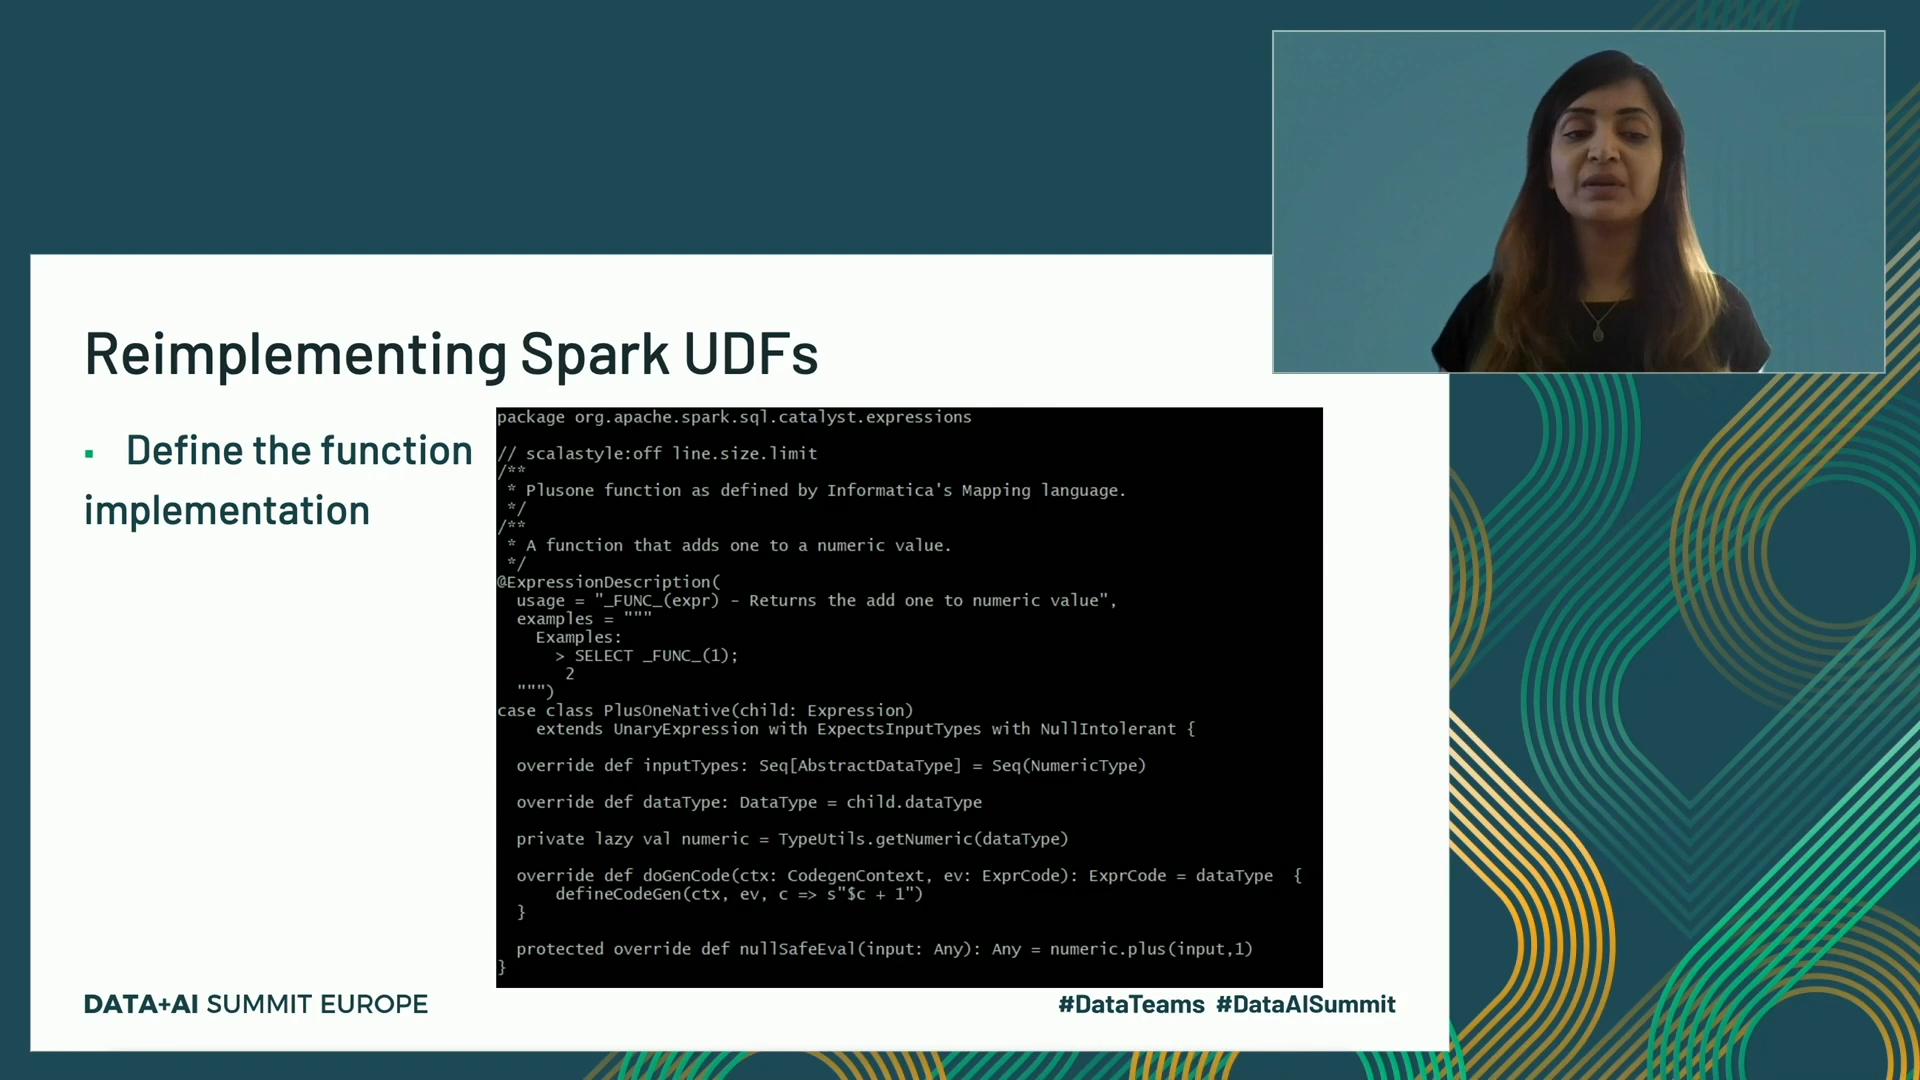 Reimplementing Spark UDFs
▪ Define the function
implementation
package org.apache.spark.sql.catalyst.expressions
// scalastyle:off line.size.limit
/**
* Plusone function as defined by Informatica's Mapping language.
*/
/**
* A function that adds one to a numeric value.
*/
@ExpressionDescription(
usage = "_FUNC_(expr) - Returns the add one to numeric value",
examples = """
Examples:
> SELECT _FUNC_(1);
2
""")
case class PlusOneNative(child: Expression)
extends UnaryExpression with ExpectsInputTypes with NullIntolerant {
override def inputTypes: Seq[AbstractDataType] = Seq(NumericType)
override def dataType: DataType = child.dataType
private lazy val numeric = TypeUtils.getNumeric(dataType)
override def doGenCode(ctx: CodegenContext, ev: ExprCode): ExprCode = dataType {
defineCodeGen(ctx, ev, c => s"$c + 1")
}
protected override def nullSafeEval(input: Any): Any = numeric.plus(input,1)
}
DATA+AI SUMMIT EUROPE
#DataTeams #DataAISummit